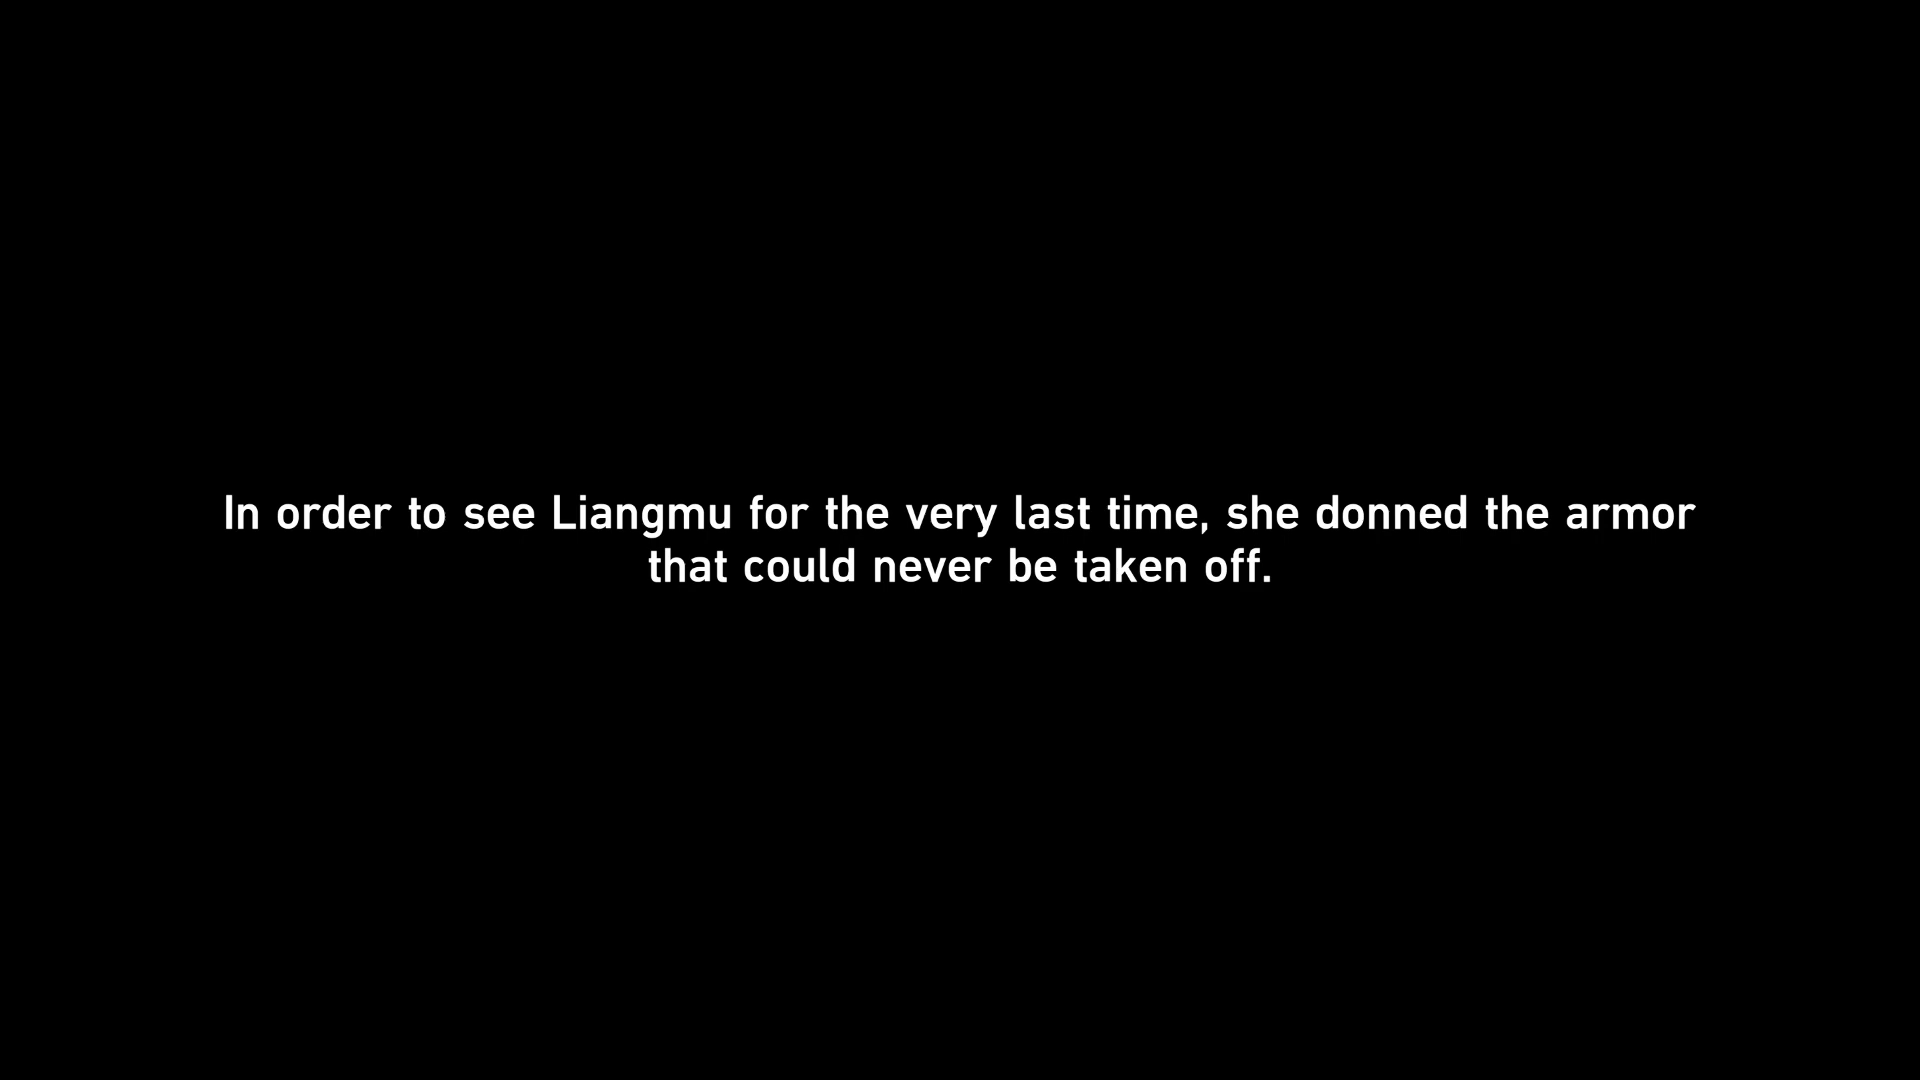 In order to see Liangmu for the very last time, she donned the armor
that could never be taken off.